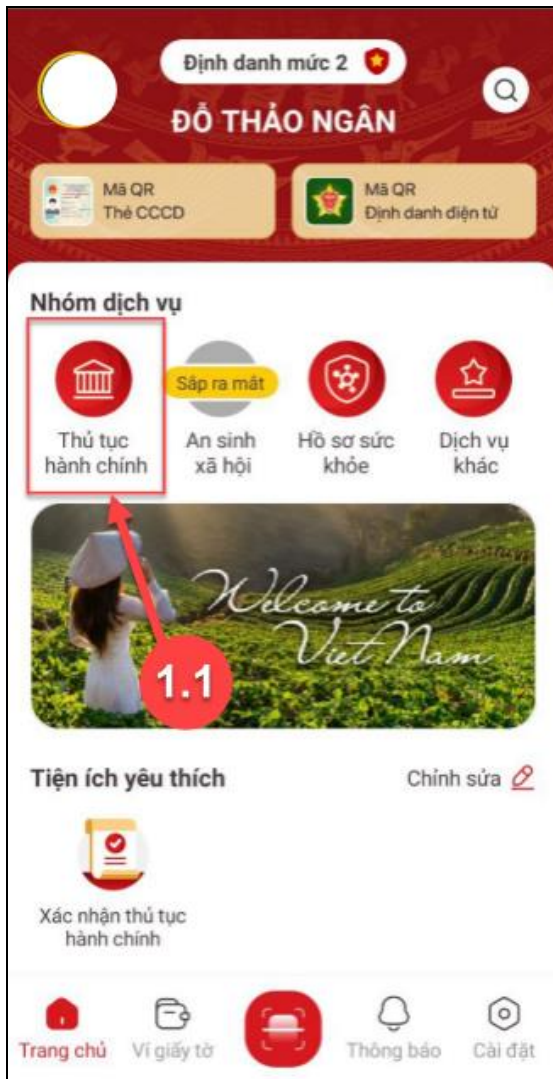 Định danh mức 2
ĐỖ THẢO NGÂN
Mã QR
Thẻ CCCD
Mã QR
Định danh điện tử
Nhóm dịch vụ
Sắp ra mắt
Thủ tục
hành chính
An sinh
xã hội
Hồ sơ sức
khỏe
Dịch vụ
khác
Welcome to
Viet Nam
1.1
Tiện ích yêu thích
Chỉnh sửa
Xác nhận thủ tục
hành chính
Trang chủ
Ví giấy tờ
Thông báo
Cài đặt